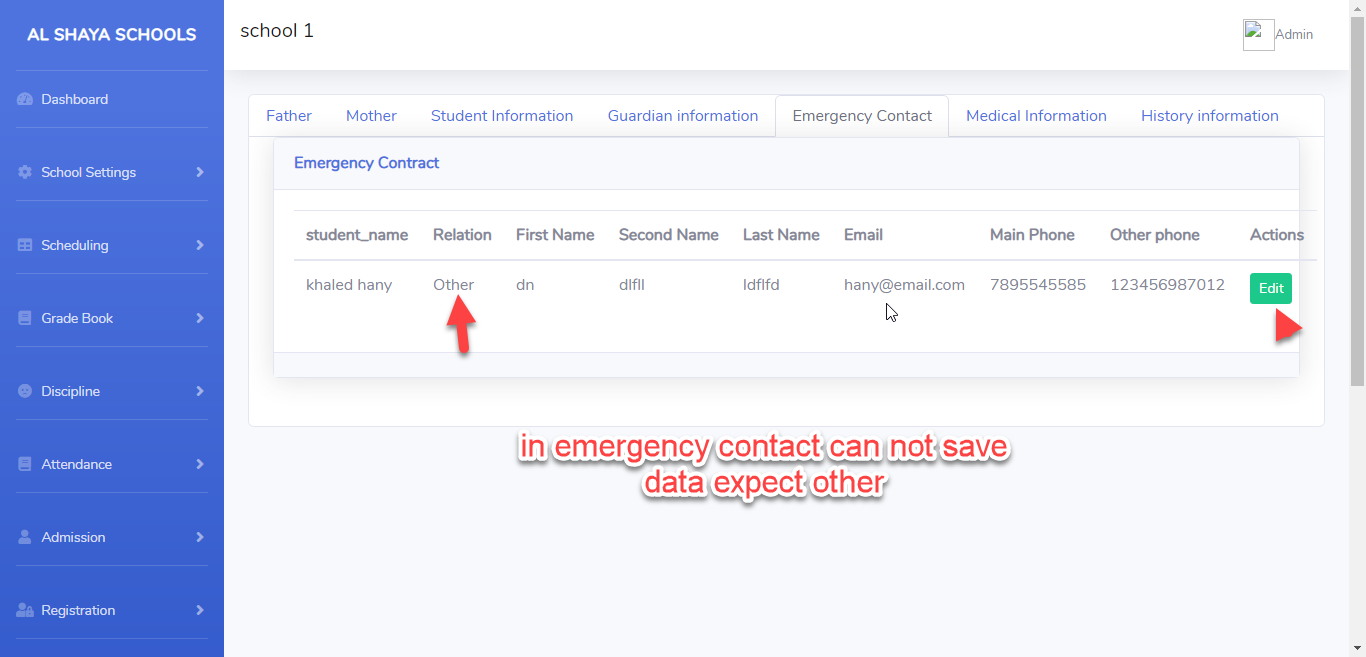 AL SHAYA SCHOOLS
school 1
Admin
Dashboard
School Settings
Scheduling
Grade Book
Discipline
Attendance
Admission
Registration
Father Mother Student Information Guardian information Emergency Contact Medical Information History information
Emergency Contract
student_name Relation First Name Second Name Last Name Email Main Phone Other phone Actions
khaled hany Other dn dlfll ldflfd hany@email.com 7895545585 123456987012 Edit
in emergency contact can not save
data expect other